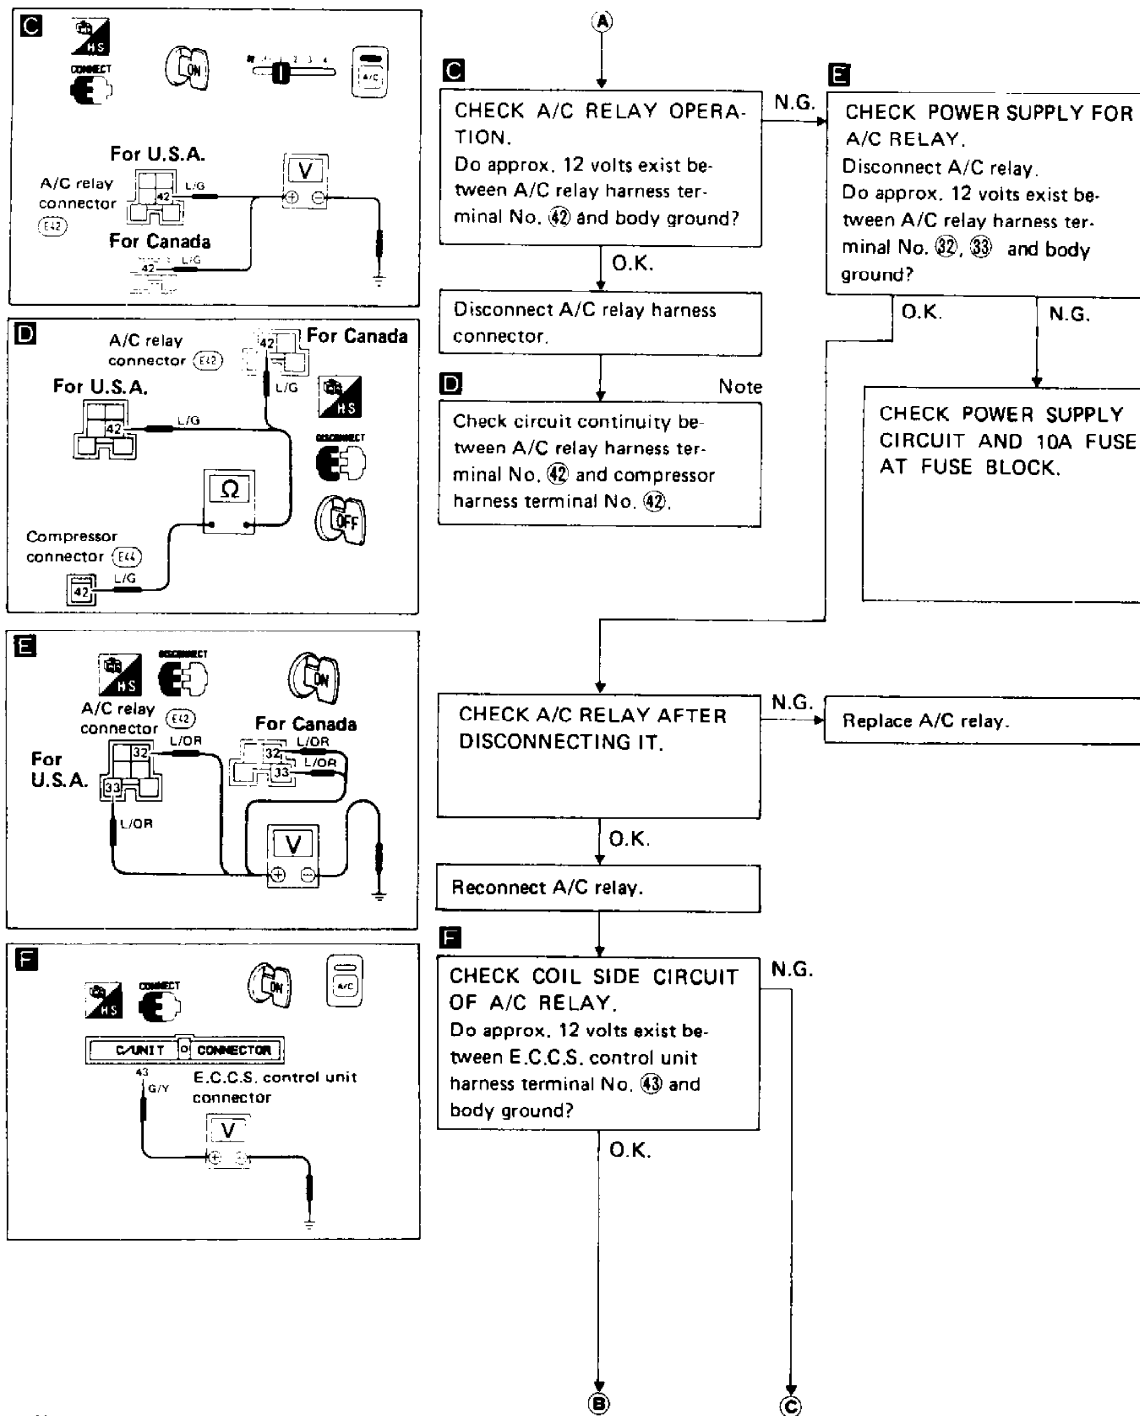 C
HS
CONNECT
ON
1 2 3 4
A/C
For U.S.A.
A/C relay
connector
E42
42
L/G
V
For Canada
42
L/G
D
A/C relay
connector E42
42
For Canada
L/G
For U.S.A.
42
L/G
HS
DISCONNECT
Ω
OFF
Compressor
connector E44
L/G
42
E
HS
DISCONNECT
ON
A/C relay
connector
E42
For Canada
32
L/OR
32
L/OR
33
L/OR
For
U.S.A.
33
L/OR
V
F
HS
CONNECT
ON
A/C
C/UNIT CONNECTOR
43
G/Y
E.C.C.S. control unit
connector
V
A
C
CHECK A/C RELAY OPERA-
TION.
Do approx. 12 volts exist be-
tween A/C relay harness ter-
minal No. 42 and body ground?
N.G.
O.K.
E
CHECK POWER SUPPLY FOR
A/C RELAY.
Disconnect A/C relay.
Do approx. 12 volts exist be-
tween A/C relay harness ter-
minal No. 32, 33 and body
ground?
O.K.
N.G.
Disconnect A/C relay harness
connector.
D
Note
Check circuit continuity be-
tween A/C relay harness ter-
minal No. 42 and compressor
harness terminal No. 42.
CHECK POWER SUPPLY
CIRCUIT AND 10A FUSE
AT FUSE BLOCK.
CHECK A/C RELAY AFTER
DISCONNECTING IT.
N.G.
Replace A/C relay.
O.K.
Reconnect A/C relay.
F
CHECK COIL SIDE CIRCUIT
OF A/C RELAY.
Do approx. 12 volts exist be-
tween E.C.C.S. control unit
harness terminal No. 43 and
body ground?
N.G.
O.K.
B
C